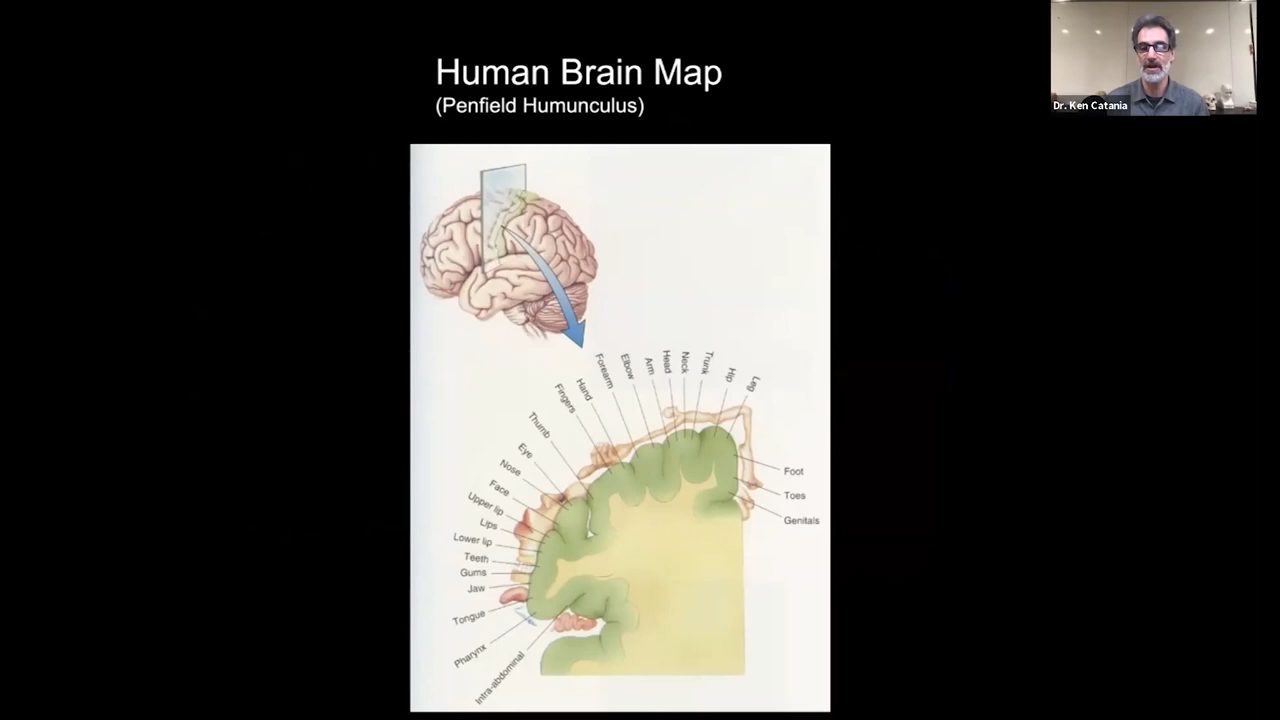 Human Brain Map
(Penfield Humunculus)
Dr. Ken Catania
Leg
Hip
Trunk
Neck
Head
Arm
Elbow
Forearm
Hand
Fingers
Thumb
Eye
Nose
Face
Upper lip
Lips
Lower lip
Teeth
Gums
Jaw
Tongue
Pharynx
Intra-abdominal
Foot
Toes
Genitals